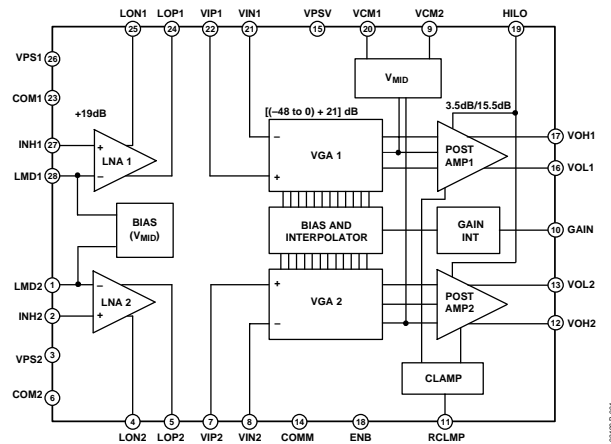 LON1 LOP1 VIP1 VIN1 VPSV VCM1 VCM2 HILO
25 24 22 21 15 20 9 19
VPS1 26
COM1 23
INH1 27
LMD1 28
LMD2 1
INH2 2
VPS2 3
COM2 6
+19dB
+
LNA 1
–
BIAS
(VMID)
–
LNA 2
+
VMID
[(–48 to 0) + 21] dB
–
VGA 1
+
BIAS AND
INTERPOLATOR
+
VGA 2
–
3.5dB/15.5dB
POST
AMP1
GAIN
INT
POST
AMP2
CLAMP
17 VOH1
16 VOL1
10 GAIN
13 VOL2
12 VOH2
4 5 7 8 14 18 11
LON2 LOP2 VIP2 VIN2 COMM ENB RCLMP